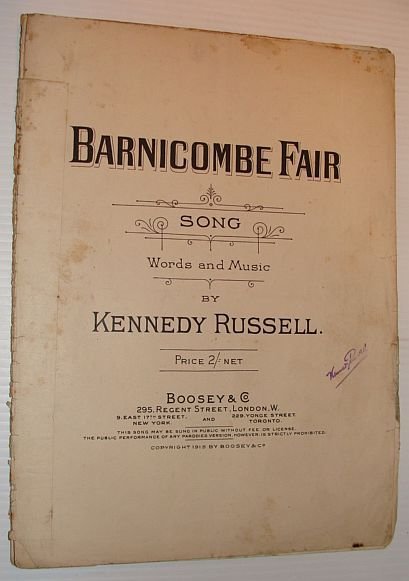 BARNICOMBE FAIR
SONG
Words and Music
BY
KENNEDY RUSSELL.
PRICE 2/= NET
BOOSEY & Co
295, REGENT STREET, LONDON, W.
9, EAST 17TH STREET, NEW YORK. AND 229, YONGE STREET, TORONTO.
THIS SONG MAY BE SUNG IN PUBLIC WITHOUT FEE OR LICENSE.
THE PUBLIC PERFORMANCE OF ANY PARODIED VERSION, HOWEVER, IS STRICTLY PROHIBITED.
COPYRIGHT 1915 BY BOOSEY & Co